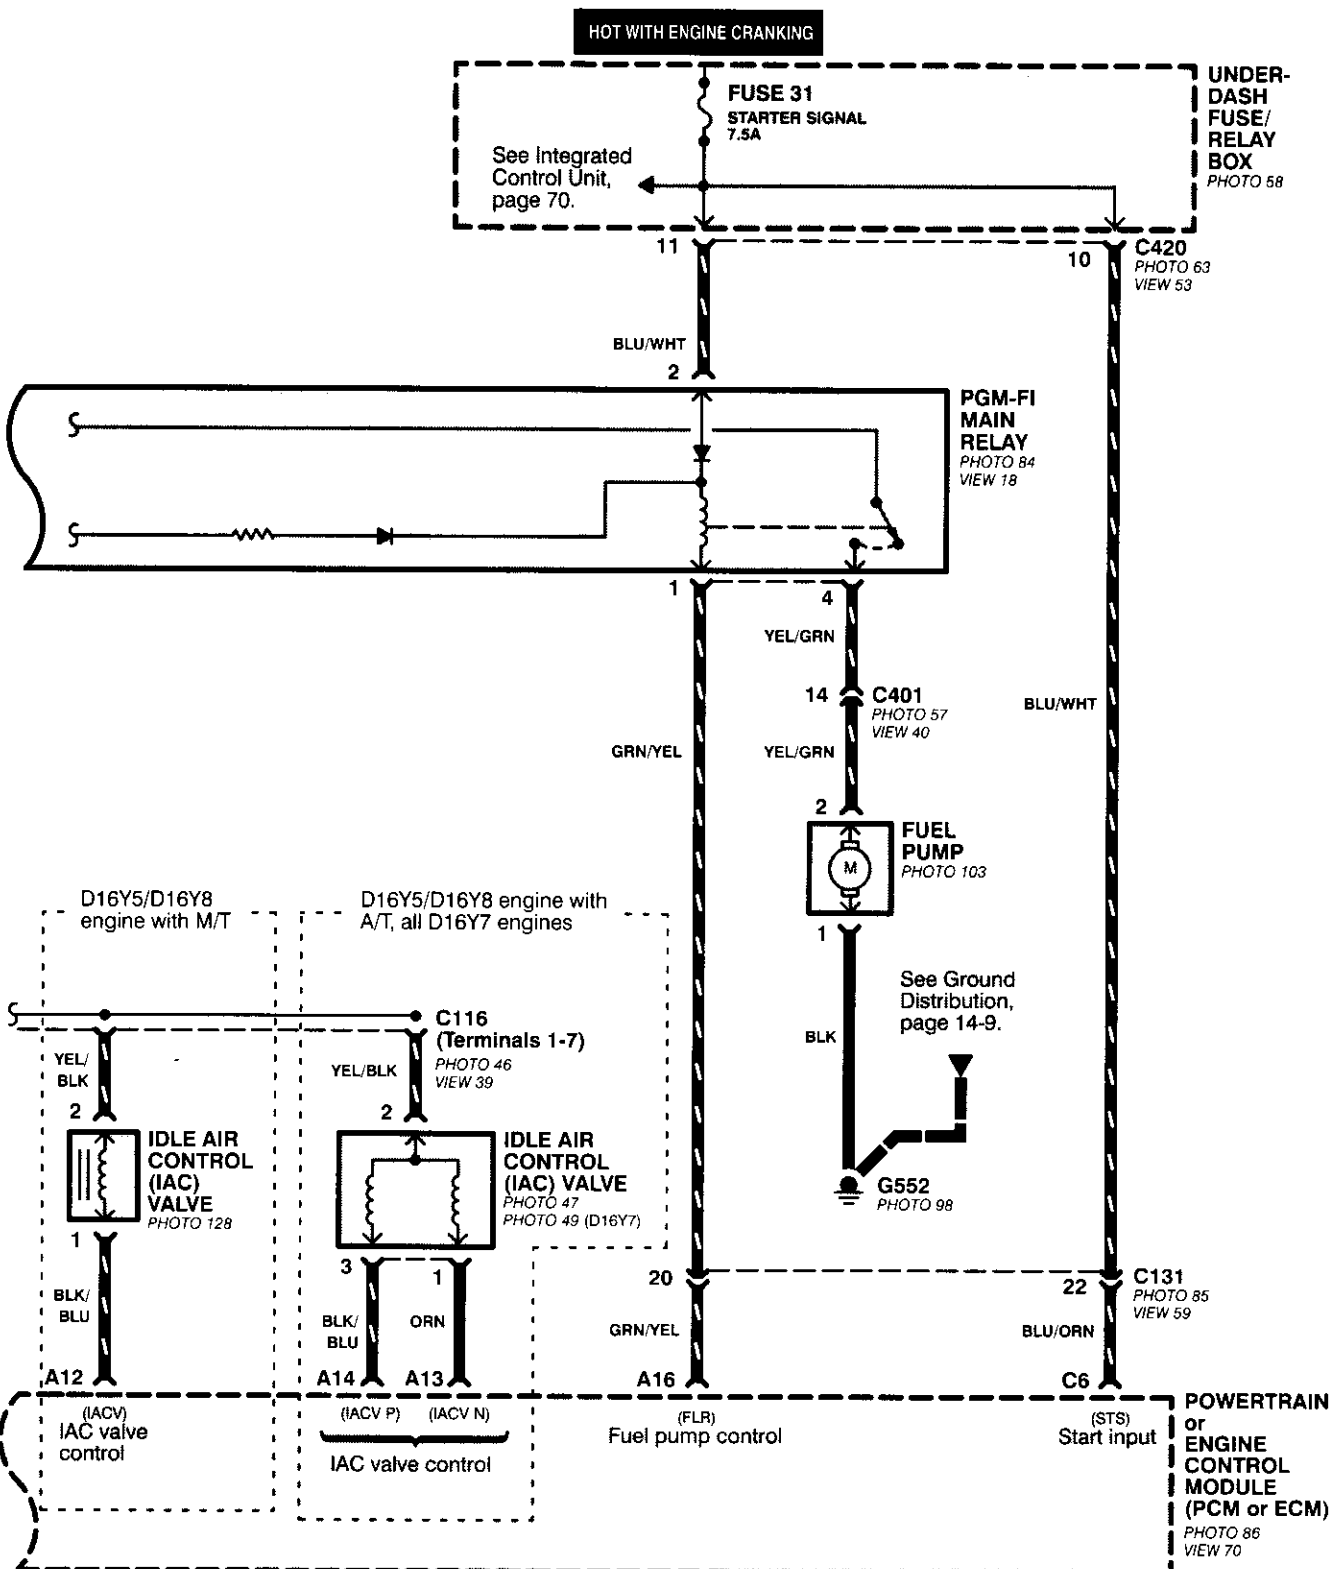 HOT WITH ENGINE CRANKING
FUSE 31
STARTER SIGNAL
7.5A
UNDER-
DASH
FUSE/
RELAY
BOX
PHOTO 58
See Integrated
Control Unit,
page 70.
11
10
C420
PHOTO 63
VIEW 53
BLU/WHT
2
PGM-FI
MAIN
RELAY
PHOTO 84
VIEW 18
1
4
YEL/GRN
14
C401
PHOTO 57
VIEW 40
BLU/WHT
GRN/YEL
YEL/GRN
2
FUEL
PUMP
PHOTO 103
M
1
D16Y5/D16Y8
engine with M/T
D16Y5/D16Y8 engine with
A/T, all D16Y7 engines
See Ground
Distribution,
page 14-9.
BLK
C116
(Terminals 1-7)
PHOTO 46
VIEW 39
YEL/
BLK
YEL/BLK
2
2
IDLE AIR
CONTROL
(IAC)
VALVE
PHOTO 128
IDLE AIR
CONTROL
(IAC) VALVE
PHOTO 47
PHOTO 49 (D16Y7)
G552
PHOTO 98
1
3
1
20
22
C131
PHOTO 85
VIEW 59
BLK/
BLU
BLK/
BLU
ORN
GRN/YEL
BLU/ORN
A12
A14
A13
A16
C6
(IACV)
IAC valve
control
(IACV P)
(IACV N)
IAC valve control
(FLR)
Fuel pump control
(STS)
Start input
POWERTRAIN
or
ENGINE
CONTROL
MODULE
(PCM or ECM)
PHOTO 86
VIEW 70